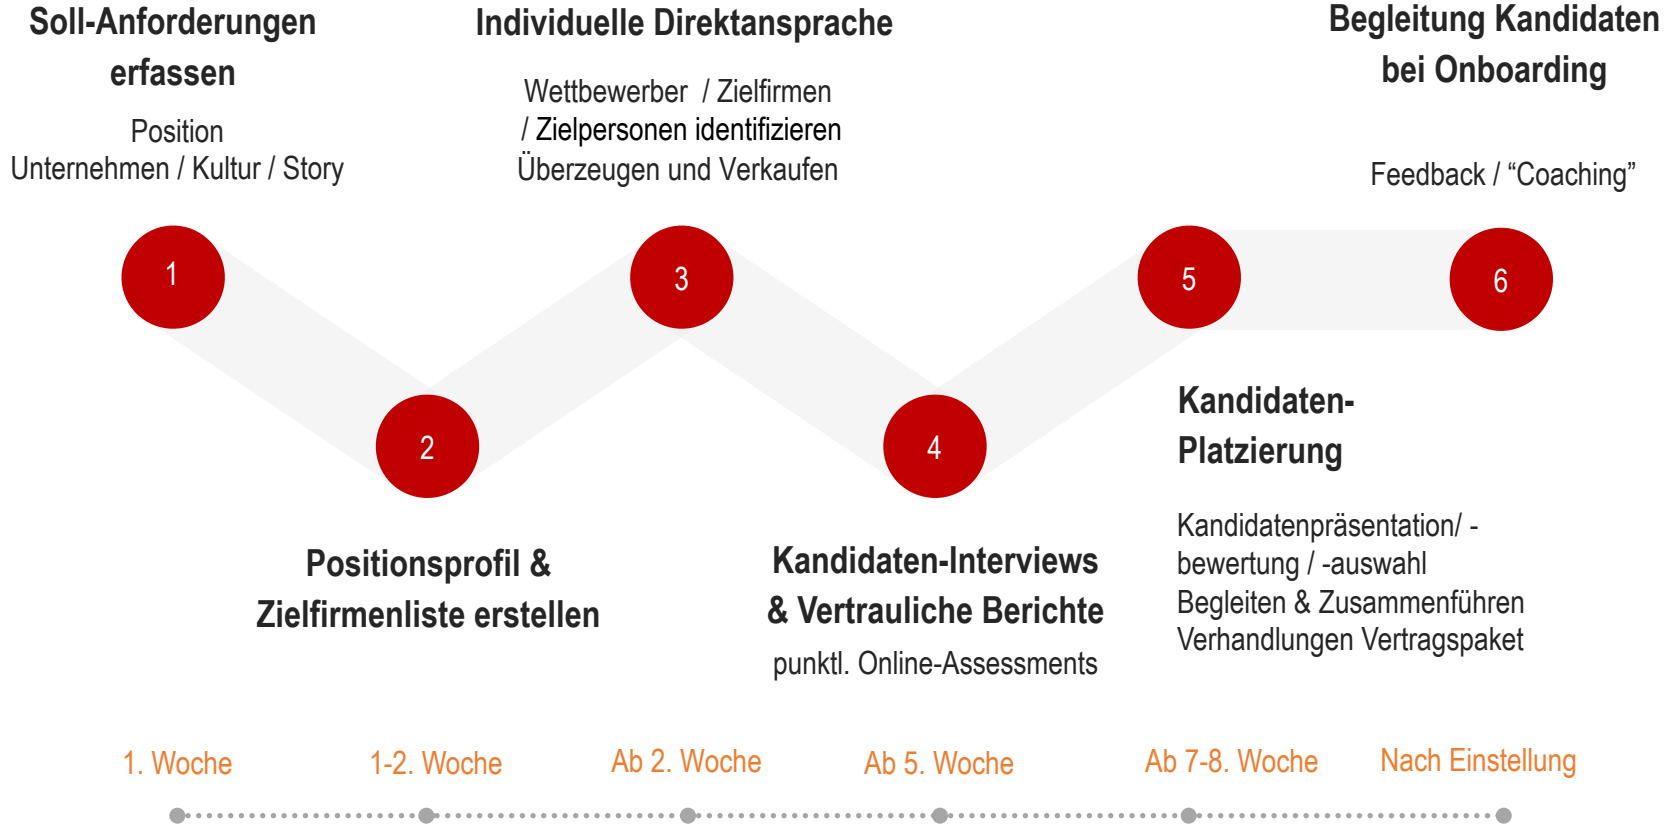 Soll-Anforderungen
erfassen
Position
Unternehmen / Kultur / Story
Individuelle Direktansprache
Wettbewerber / Zielfirmen
/ Zielpersonen identifizieren
Überzeugen und Verkaufen
Begleitung Kandidaten
bei Onboarding
Feedback / “Coaching”
1
3
5
6
2
4
Positionsprofil &
Zielfirmenliste erstellen
Kandidaten-Interviews
& Vertrauliche Berichte
punktl. Online-Assessments
Kandidaten-
Platzierung
Kandidatenpräsentation/ -
bewertung / -auswahl
Begleiten & Zusammenführen
Verhandlungen Vertragspaket
1. Woche
1-2. Woche
Ab 2. Woche
Ab 5. Woche
Ab 7-8. Woche
Nach Einstellung